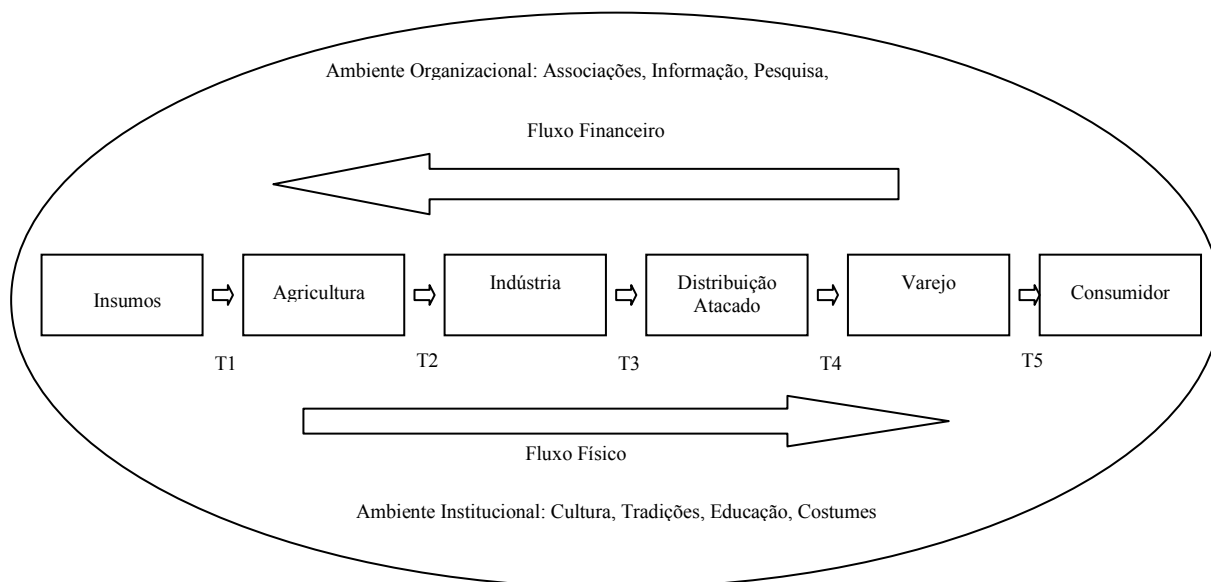 Ambiente Organizacional: Associações, Informação, Pesquisa,
Fluxo Financeiro
Insumos
Agricultura
Indústria
Distribuição
Atacado
Varejo
Consumidor
T1
T2
T3
T4
T5
Fluxo Físico
Ambiente Institucional: Cultura, Tradições, Educação, Costumes